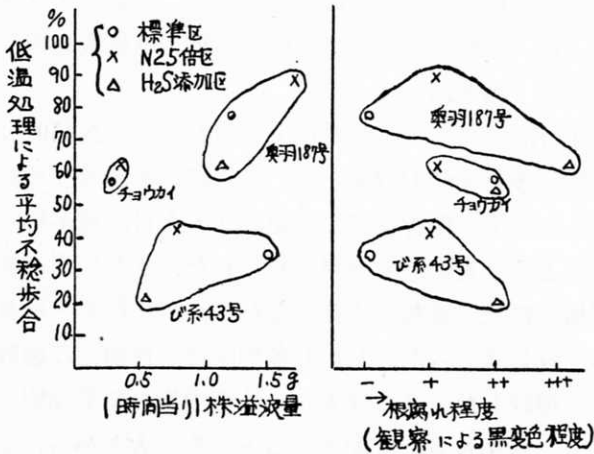 低温処理による平均不稔歩合
%
100
90
80
70
60
50
40
30
20
10
○ 標準区
× N2.5倍区
△ H2S添加区
奥羽187号
チョウカイ
び系43号
0.5 1.0 1.5g
1時間当り1株溢液量
奥羽187号
チョウカイ
び系43号
- + ++ +++
→根腐れ程度
(観察による黒変色程度)